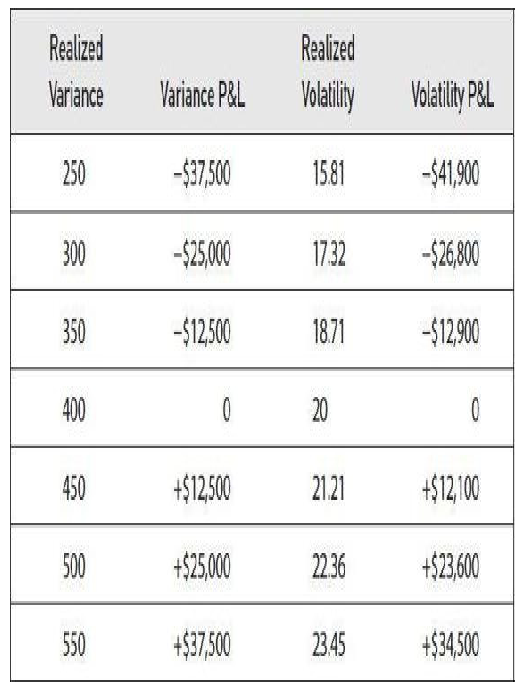 Realized Realized
Variance Variance P&L Volatility Volatility P&L
250 –$37,500 15.81 –$41,900
300 –$25,000 17.32 –$26,800
350 –$12,500 18.71 –$12,900
400 0 20 0
450 +$12,500 21.21 +$12,100
500 +$25,000 22.36 +$23,600
550 +$37,500 23.45 +$34,500